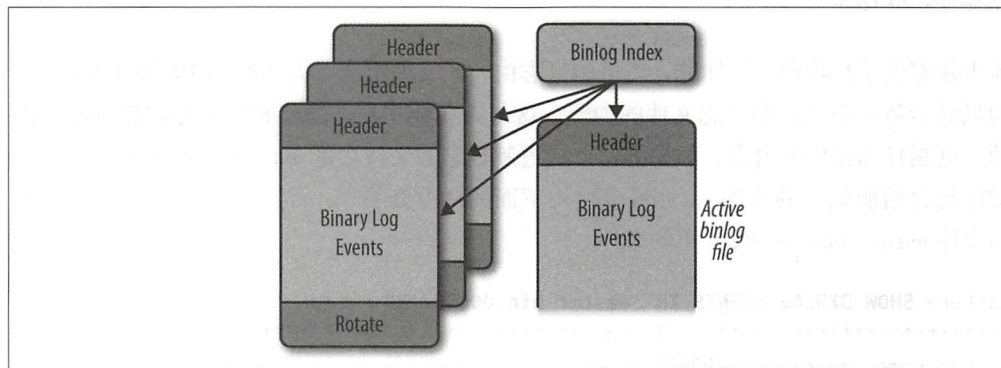 Header
Header
Header
Binary Log
Events
Rotate
Binlog Index
Header
Binary Log
Events
Active
binlog
file